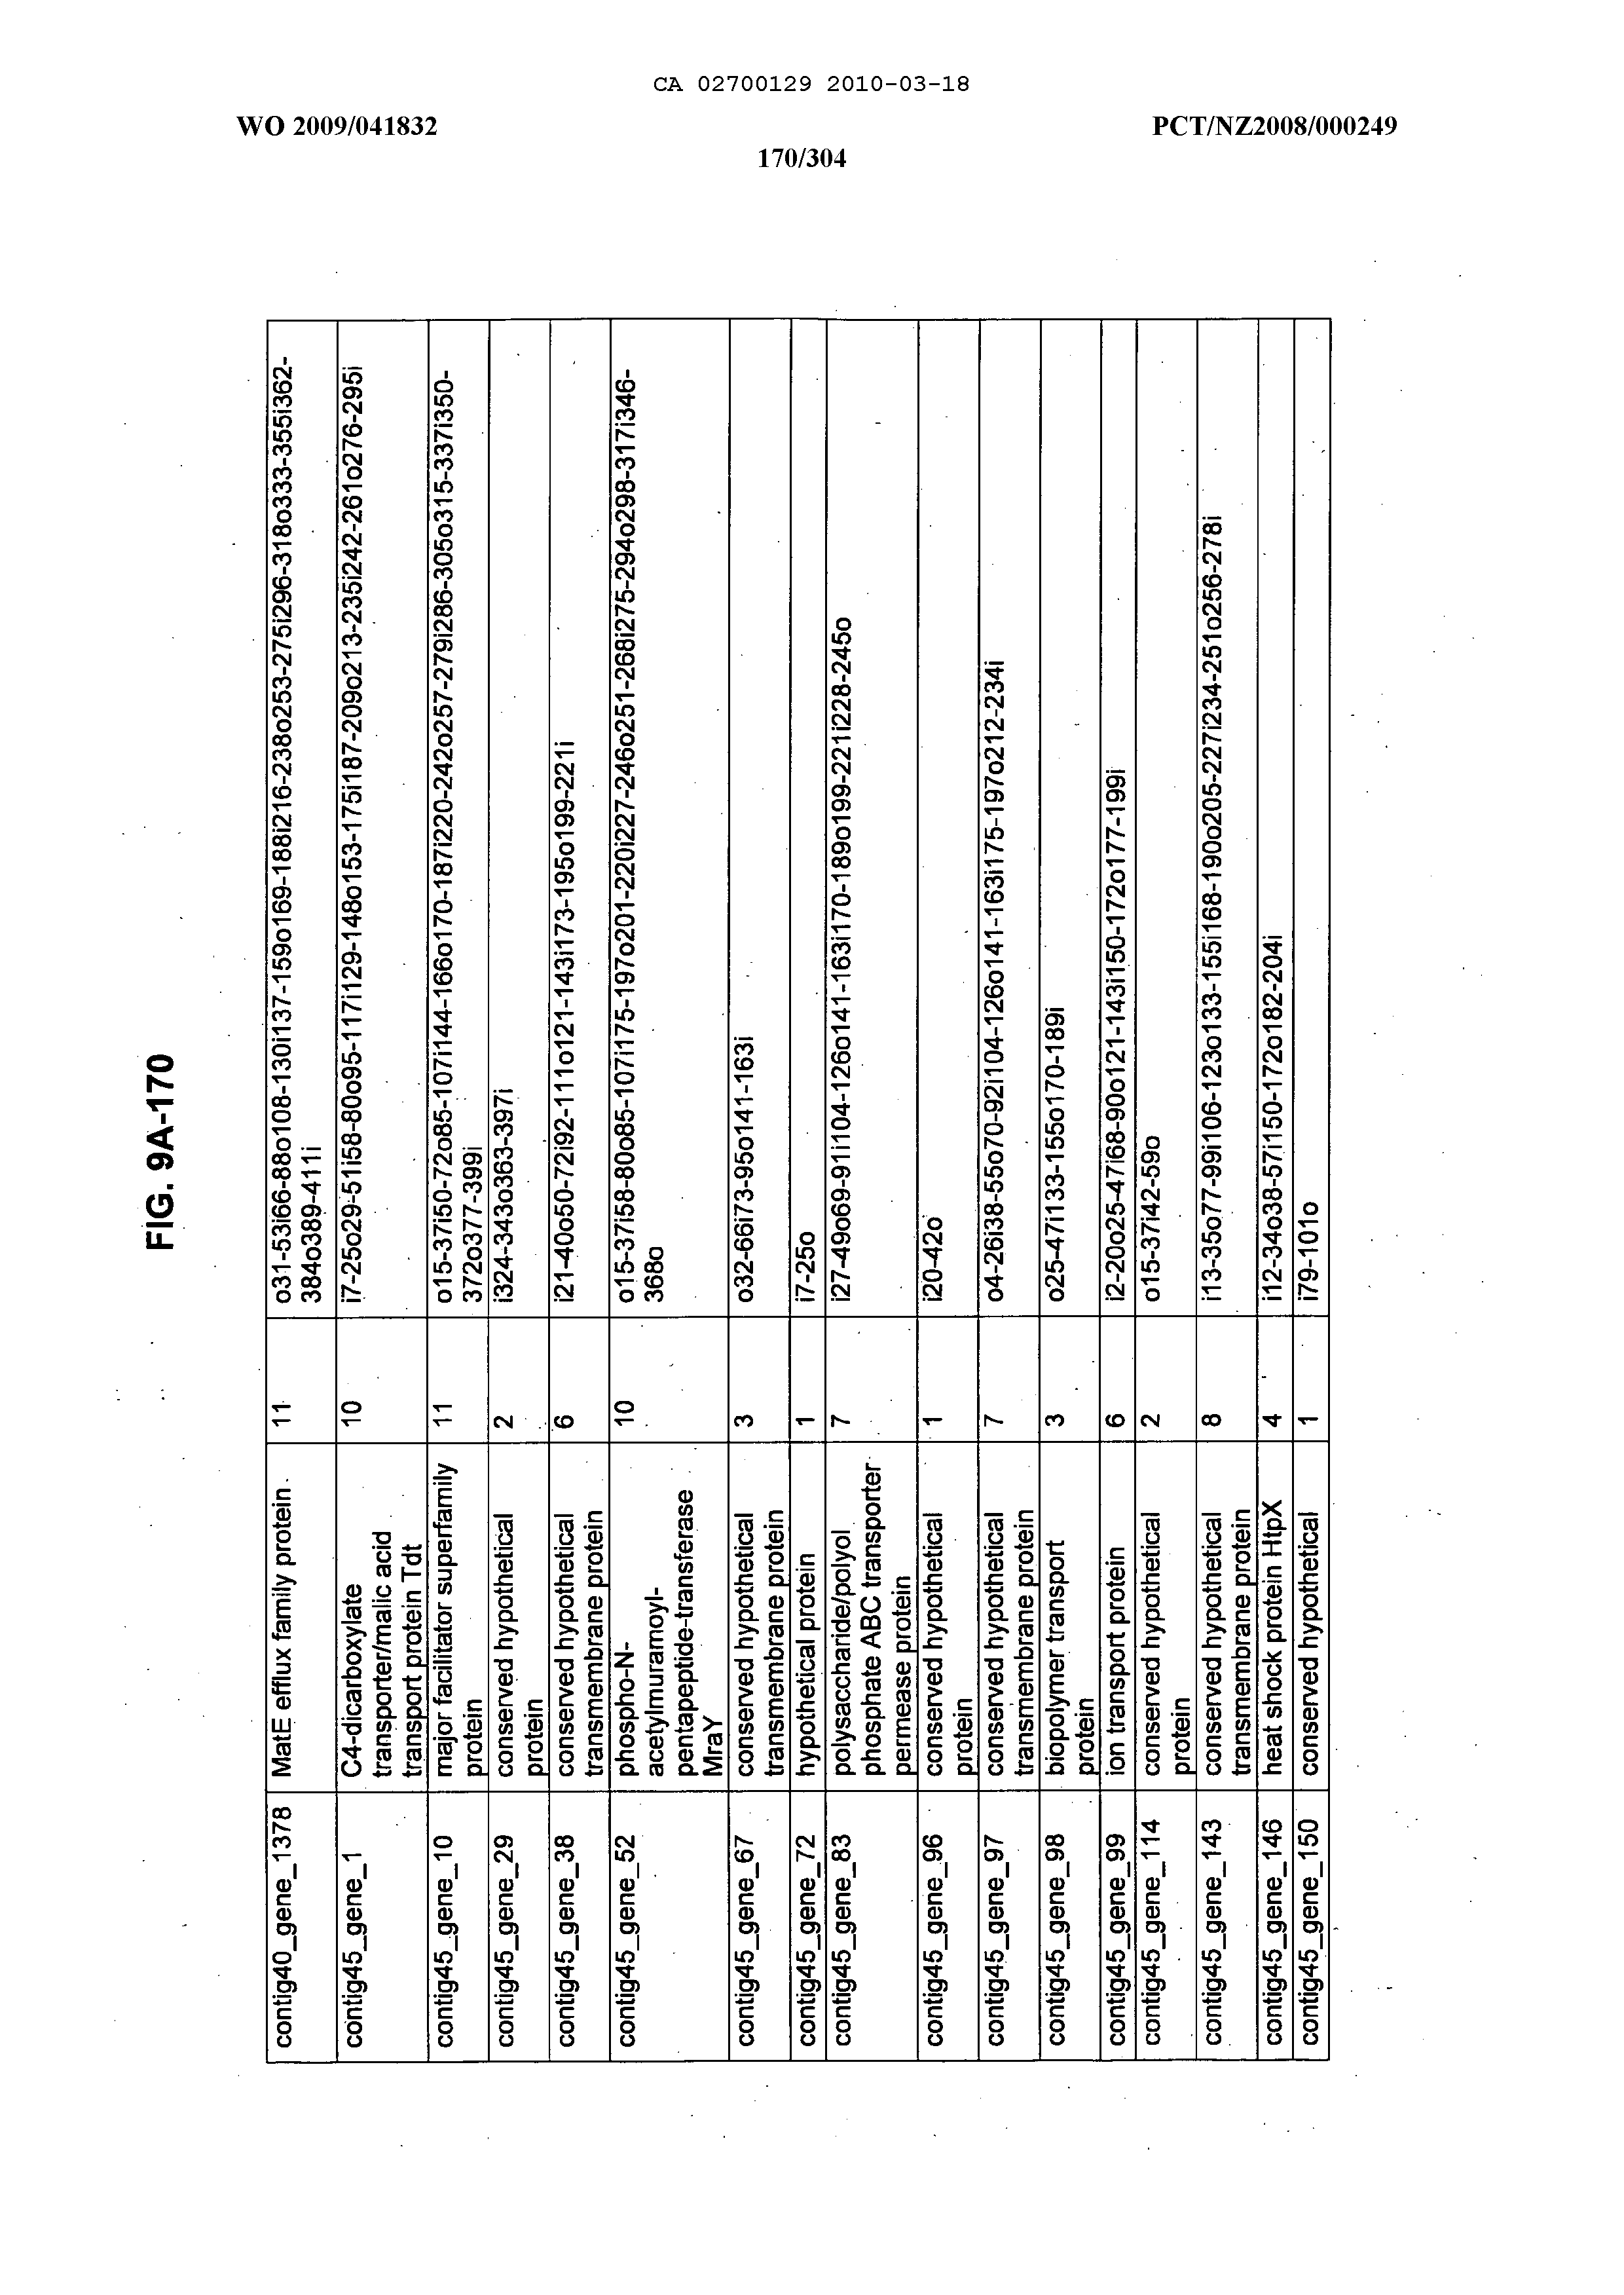 CA 02700129 2010-03-18
WO 2009/041832
PCT/NZ2008/000249
170/304
FIG. 9A-170
contig40_gene_1378
MatE efflux family protein
11
o31-53i66-88o108-130i137-159o169-188i216-238o253-275i296-318o333-355i362-
384o389-411i
contig45_gene_1
C4-dicarboxylate
transporter/malic acid
transport protein Tdt
10
i7-25o29-51i58-80o95-117i129-148o153-175i187-209o213-235i242-261o276-295i
contig45_gene_10
major facilitator superfamily
protein
11
o15-37i50-72o85-107i144-166o170-187i220-242o257-279i286-305o315-337i350-
372o377-399i
contig45_gene_29
conserved hypothetical
protein
2
i324-343o363-397i
contig45_gene_38
conserved hypothetical
transmembrane protein
6
i21-40o50-72i92-111o121-143i173-195o199-221i
contig45_gene_52
phospho-N-
acetylmuramoyl-
pentapeptide-transferase
MraY
10
o15-37i58-80o85-107i175-197o201-220i227-246o251-268i275-294o298-317i346-
368o
contig45_gene_67
conserved hypothetical
transmembrane protein
3
o32-66i73-95o141-163i
contig45_gene_72
hypothetical protein
1
i7-25o
contig45_gene_83
polysaccharide/polyol
phosphate ABC transporter
permease protein
7
i27-49o69-91i104-126o141-163i170-189o199-221i228-245o
contig45_gene_96
conserved hypothetical
protein
1
i20-42o
contig45_gene_97
conserved hypothetical
transmembrane protein
7
o4-26i38-55o70-92i104-126o141-163i175-197o212-234i
contig45_gene_98
biopolymer transport
protein
3
o25-47i133-155o170-189i
contig45_gene_99
ion transport protein
6
i2-20o25-47i68-90o121-143i150-172o177-199i
contig45_gene_114
conserved hypothetical
protein
2
o15-37i42-59o
contig45_gene_143
conserved hypothetical
transmembrane protein
8
i13-35o77-99i106-123o133-155i168-190o205-227i234-251o256-278i
contig45_gene_146
heat shock protein HtpX
4
i12-34o38-57i150-172o182-204i
contig45_gene_150
conserved hypothetical
1
i79-101o